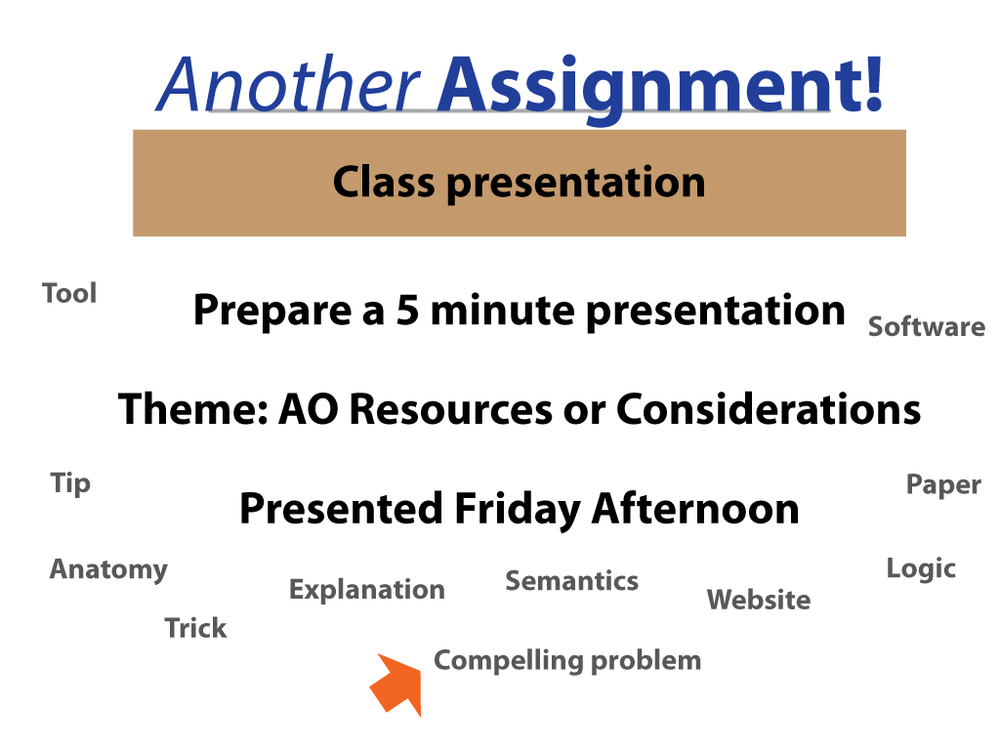 Another Assignment!
Class presentation
Tool
Prepare a 5 minute presentation
Software
Theme: AO Resources or Considerations
Tip
Paper
Presented Friday Afternoon
Anatomy
Explanation
Semantics
Website
Logic
Trick
Compelling problem